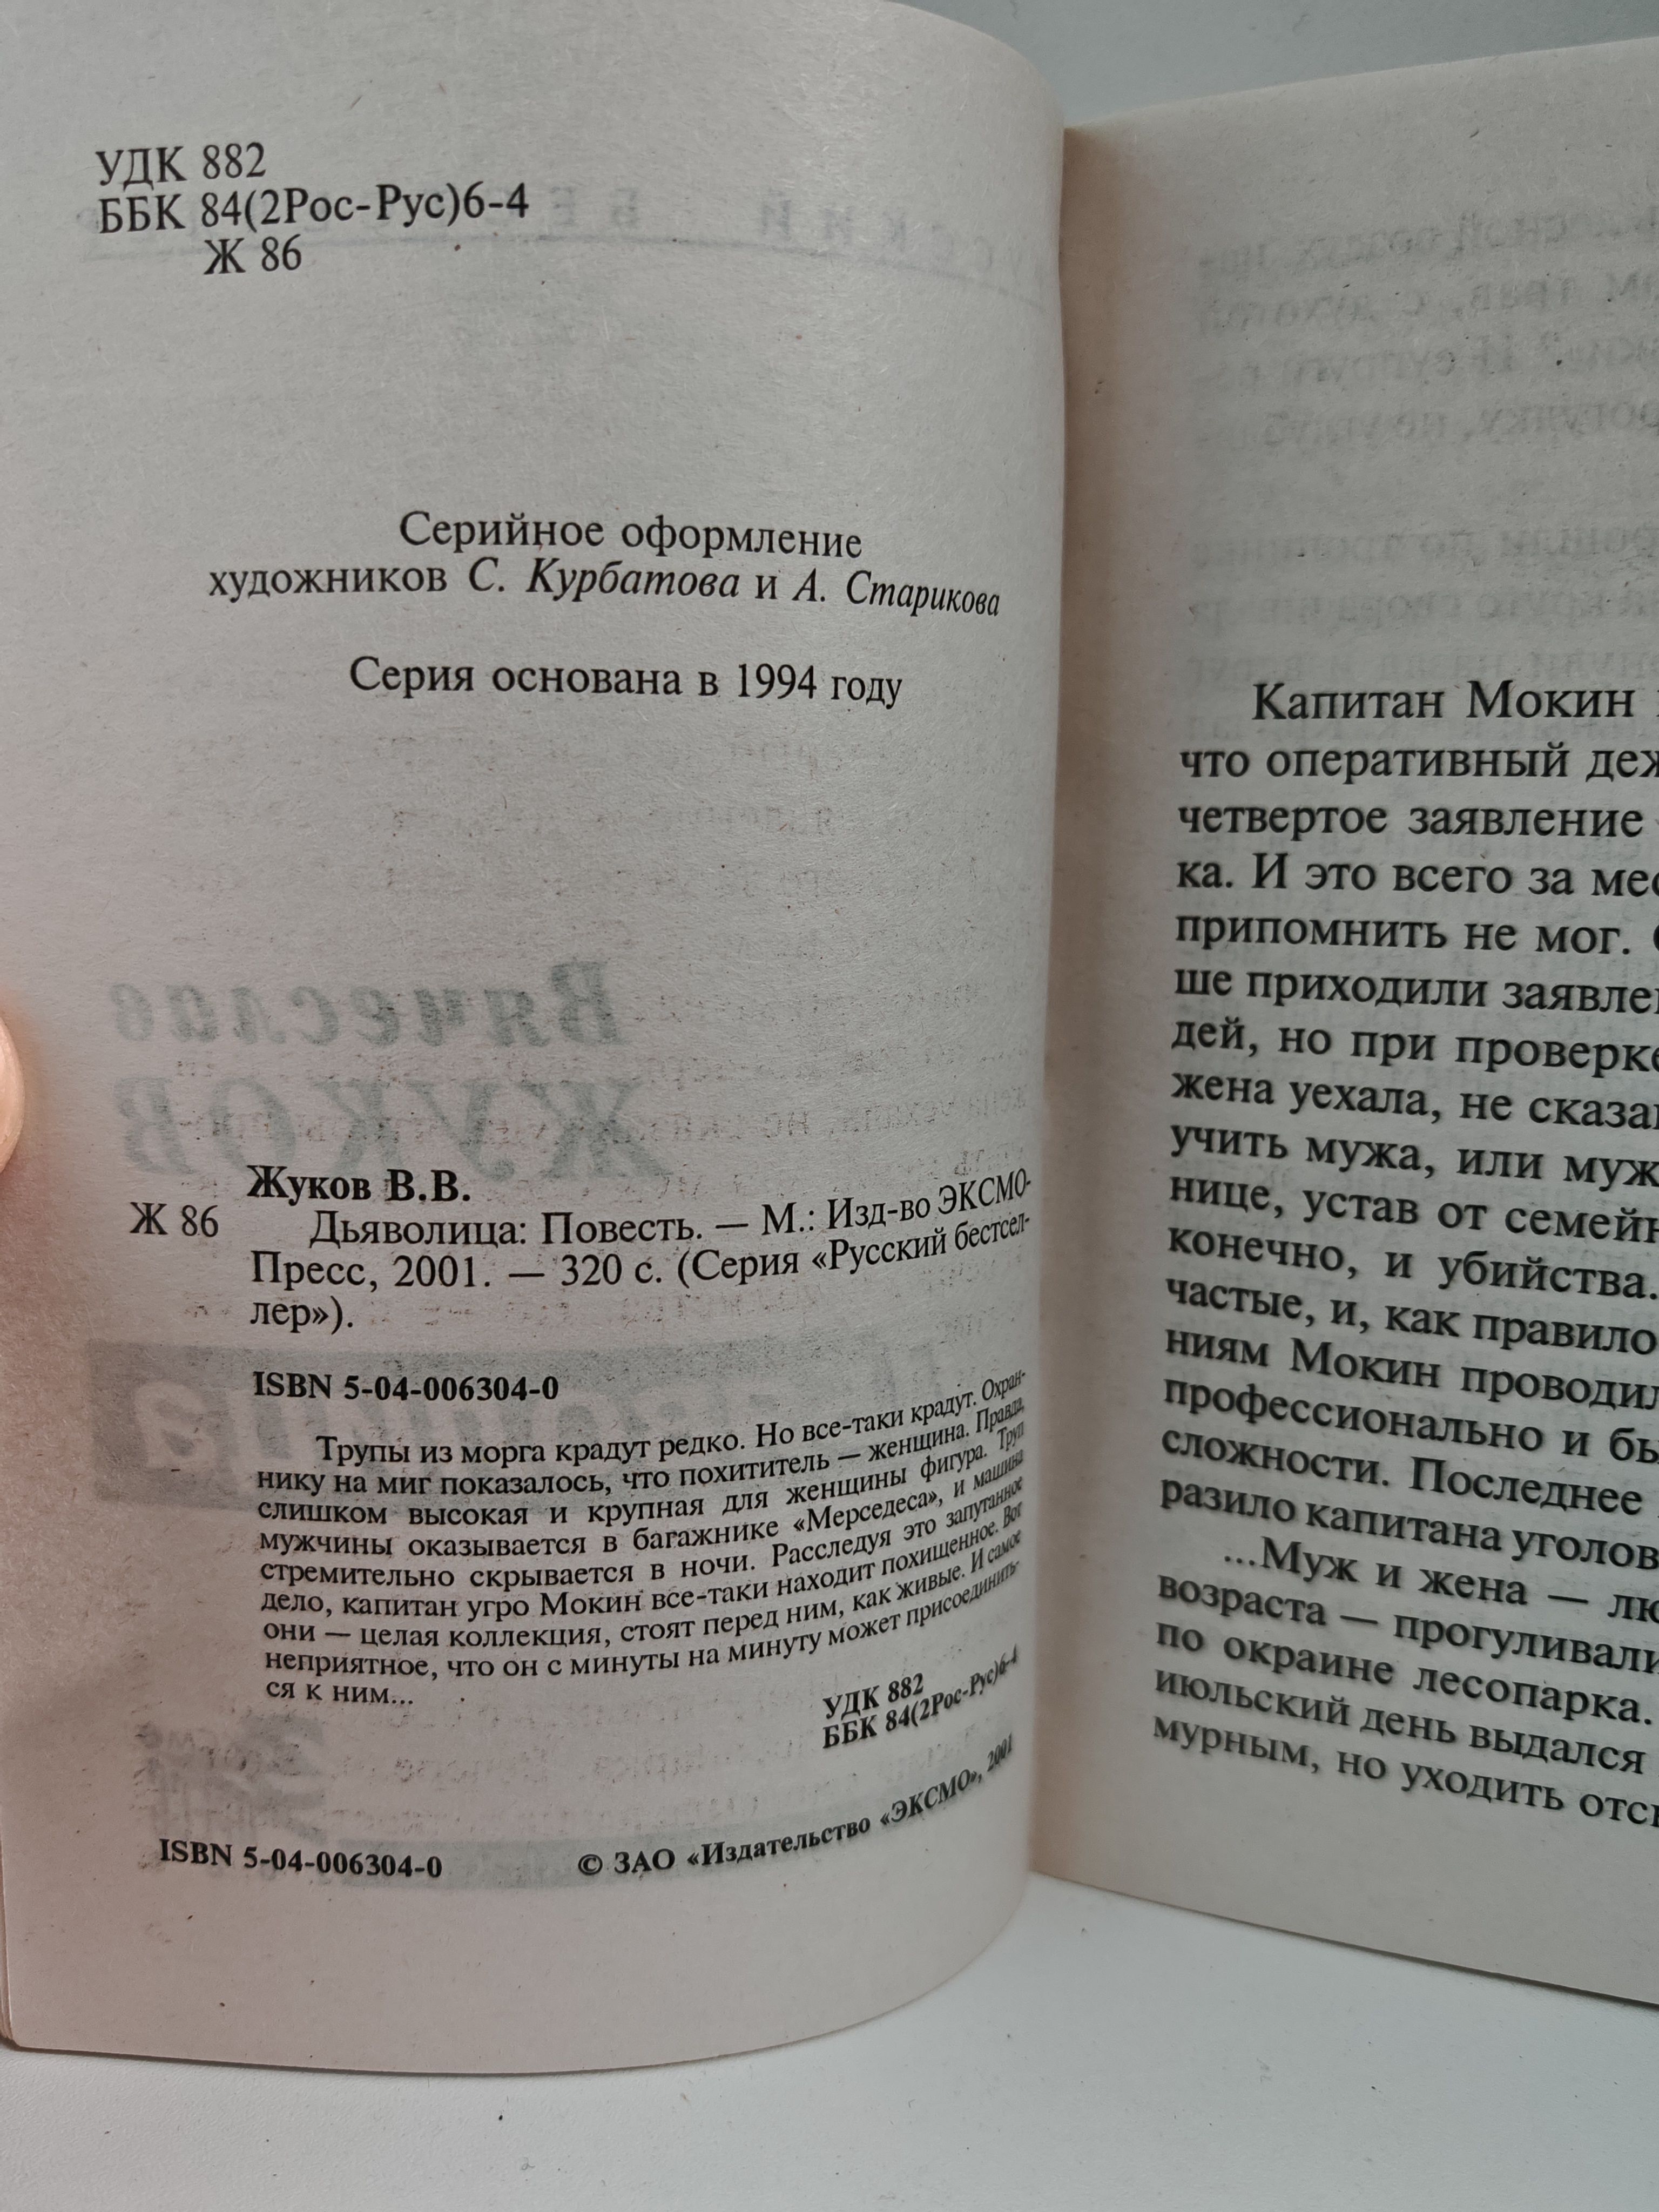 УДК 882
ББК 84(2Рос-Рус)6-4
Ж 86
Серийное оформление
художников С. Курбатова и А. Старикова
Серия основана в 1994 году
Вячеслав
ЖУКОВ
Жуков В.В.
Ж 86 Дьяволица: Повесть. — М.: Изд-во ЭКСМО-
Пресс, 2001. — 320 с. (Серия «Русский бестсел-
лер»).
ISBN 5-04-006304-0
Трупы из морга крадут редко. Но все-таки крадут. Охран-
нику на миг показалось, что похититель — женщина. Правда,
слишком высокая и крупная для женщины фигура. Труп
мужчины оказывается в багажнике «Мерседеса», и машина
стремительно скрывается в ночи. Расследуя это запутанное
дело, капитан угро Мокин все-таки находит похищенное. Вот
они — целая коллекция, стоят перед ним, как живые. И самое
неприятное, что он с минуты на минуту может присоединить-
ся к ним...
УДК 882
ББК 84(2Рос-Рус)6-4
ISBN 5-04-006304-0 © ЗАО «Издательство «ЭКСМО», 2001
Капитан Мокин
что оперативный деж
четвертое заявление
ка. И это всего за мес
припомнить не мог.
ше приходили заявле
дей, но при проверке
жена уехала, не сказа
учить мужа, или муж
нице, устав от семейн
конечно, и убийства.
частые, и, как правило
ниям Мокин проводил
профессионально и бы
сложности. Последнее
разило капитана уголов
...Муж и жена — лю
возраста — прогуливали
по окраине лесопарка.
июльский день выдался
мурным, но уходить отс